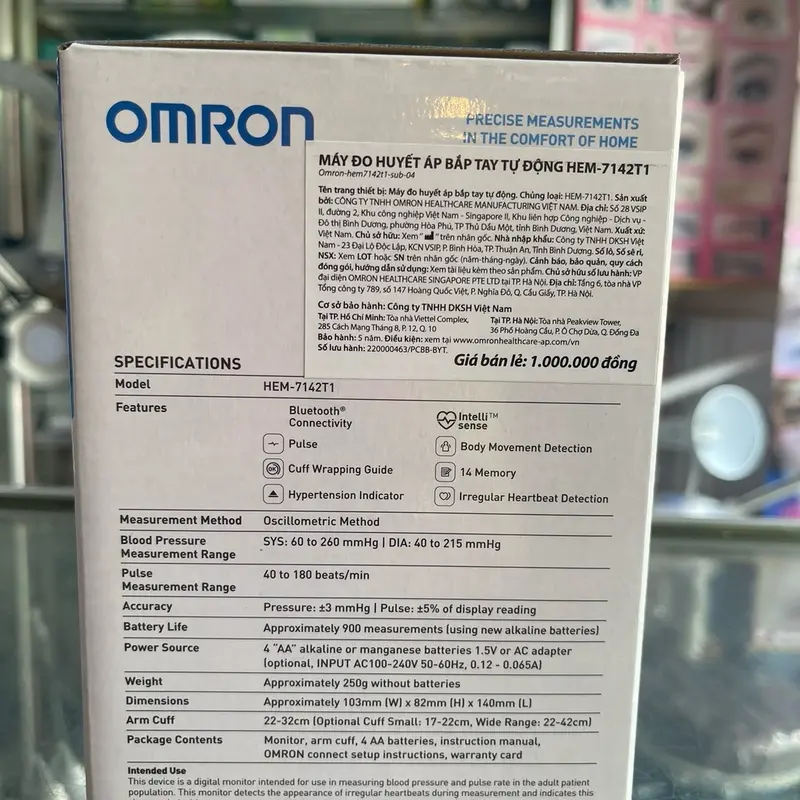 OMRON
PRECISE MEASUREMENTS
IN THE COMFORT OF HOME
MÁY ĐO HUYẾT ÁP BẮP TAY TỰ ĐỘNG HEM-7142T1
Omron-hem7142t1-sub-04
Tên trang thiết bị: Máy đo huyết áp bắp tay tự động. Chủng loại: HEM-7142T1. Sản xuất
bởi: CÔNG TY TNHH OMRON HEALTHCARE MANUFACTURING VIỆT NAM. Địa chỉ: Số 28 VSIP
II, đường 2, Khu công nghiệp Việt Nam - Singapore II, Khu liên hợp Công nghiệp - Dịch vụ -
Đô thị Bình Dương, phường Hòa Phú, TP Thủ Dầu Một, tỉnh Bình Dương, Việt Nam. Xuất xứ:
Việt Nam. Chủ sở hữu: Xem "" trên nhãn gốc. Nhà nhập khẩu: Công ty TNHH DKSH Việt
Nam - 23 Đại Lộ Độc Lập, KCN VSIP, P. Bình Hòa, TP. Thuận An, Tỉnh Bình Dương. Số lô, Số sê ri,
NSX: Xem LOT hoặc SN trên nhãn gốc (năm-tháng-ngày). Cảnh báo, bảo quản, quy cách
đóng gói, hướng dẫn sử dụng: Xem tài liệu kèm theo sản phẩm. Chủ sở hữu số lưu hành: VP
đại diện OMRON HEALTHCARE SINGAPORE PTE LTD tại TP. Hà Nội. Địa chỉ: Tầng 6, tòa nhà VP
Tổng công ty 789, số 147 Hoàng Quốc Việt, P. Nghĩa Đô, Q. Cầu Giấy, TP. Hà Nội.
Cơ sở bảo hành: Công ty TNHH DKSH Việt Nam
Tại TP. Hồ Chí Minh: Tòa nhà Viettel Complex, Tại TP. Hà Nội: Tòa nhà Peakview Tower,
285 Cách Mạng Tháng 8, P. 12, Q. 10 36 Phố Hoàng Cầu, P. Ô Chợ Dừa, Q. Đống Đa
Bảo hành: 5 năm. Điều kiện: xem tại www.omronhealthcare-ap.com/vn
Số lưu hành: 220000463/PCBB-BYT.
Giá bán lẻ: 1.000.000 đồng
SPECIFICATIONS
Model HEM-7142T1
Features Bluetooth® Connectivity Intelli™ sense
Pulse Body Movement Detection
OK Cuff Wrapping Guide 14 Memory
Hypertension Indicator Irregular Heartbeat Detection
Measurement Method Oscillometric Method
Blood Pressure SYS: 60 to 260 mmHg | DIA: 40 to 215 mmHg
Measurement Range
Pulse 40 to 180 beats/min
Measurement Range
Accuracy Pressure: ±3 mmHg | Pulse: ±5% of display reading
Battery Life Approximately 900 measurements (using new alkaline batteries)
Power Source 4 "AA" alkaline or manganese batteries 1.5V or AC adapter
(optional, INPUT AC100-240V 50-60Hz, 0.12 - 0.065A)
Weight Approximately 250g without batteries
Dimensions Approximately 103mm (W) x 82mm (H) x 140mm (L)
Arm Cuff 22-32cm (Optional Cuff Small: 17-22cm, Wide Range: 22-42cm)
Package Contents Monitor, arm cuff, 4 AA batteries, instruction manual,
OMRON connect setup instructions, warranty card
Intended Use
This device is a digital monitor intended for use in measuring blood pressure and pulse rate in the adult patient
population. This monitor detects the appearance of irregular heartbeats during measurement and indicates this